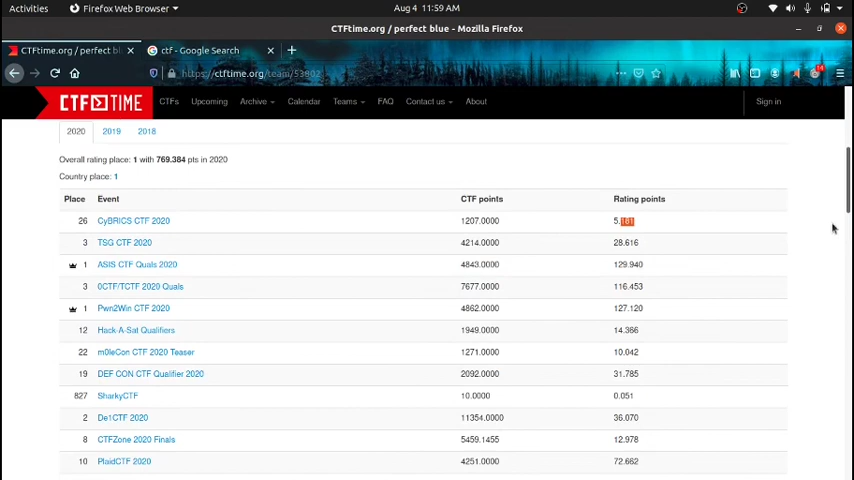 Activities Firefox Web Browser Aug 4 11:59 AM
CTFtime.org / perfect blue - Mozilla Firefox
CTFtime.org / perfect bl ctf - Google Search
https://ctftime.org/team/53802
CTF TIME CTFs Upcoming Archive Calendar Teams FAQ Contact us About Sign in
2020 2019 2018
Overall rating place: 1 with 769.384 pts in 2020
Country place: 1
Place Event CTF points Rating points
26 CyBRICS CTF 2020 1207.0000 5.181
3 TSG CTF 2020 4214.0000 28.616
1 ASIS CTF Quals 2020 4843.0000 129.940
3 0CTF/TCTF 2020 Quals 7677.0000 116.453
1 Pwn2Win CTF 2020 4862.0000 127.120
12 Hack-A-Sat Qualifiers 1949.0000 14.366
22 m0leCon CTF 2020 Teaser 1271.0000 10.042
19 DEF CON CTF Qualifier 2020 2092.0000 31.785
827 SharkyCTF 10.0000 0.051
2 De1CTF 2020 11354.0000 36.070
8 CTFZone 2020 Finals 5459.1455 12.978
10 PlaidCTF 2020 4251.0000 72.662